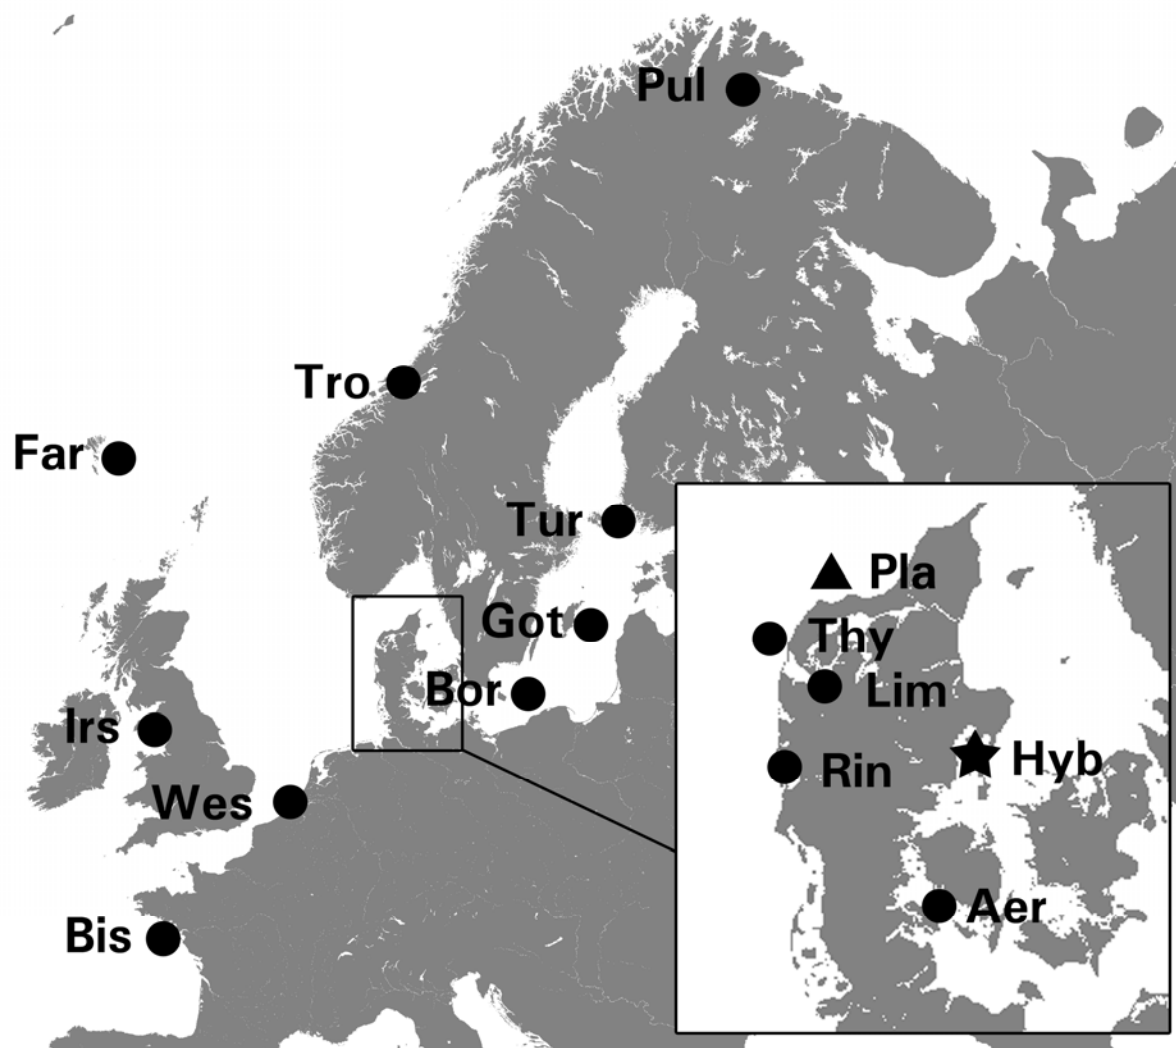 Pul
Tro
Far
Tur
Got
Bor
Irs
Wes
Bis
Pla
Thy
Lim
Hyb
Rin
Aer